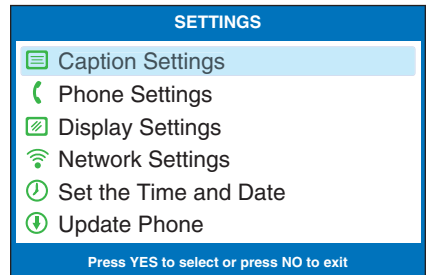 SETTINGS
Caption Settings
Phone Settings
Display Settings
Network Settings
Set the Time and Date
Update Phone
Press YES to select or press NO to exit